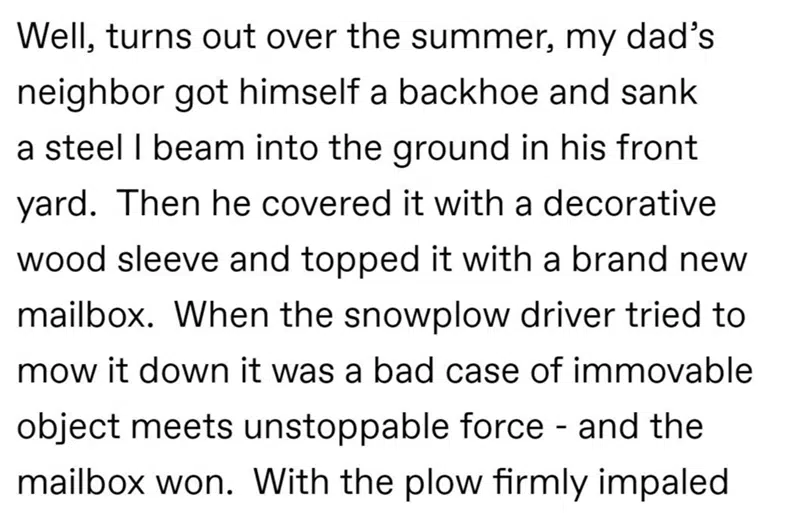 Well, turns out over the summer, my dad’s
neighbor got himself a backhoe and sank
a steel I beam into the ground in his front
yard.  Then he covered it with a decorative
wood sleeve and topped it with a brand new
mailbox.  When the snowplow driver tried to
mow it down it was a bad case of immovable
object meets unstoppable force - and the
mailbox won.  With the plow firmly impaled